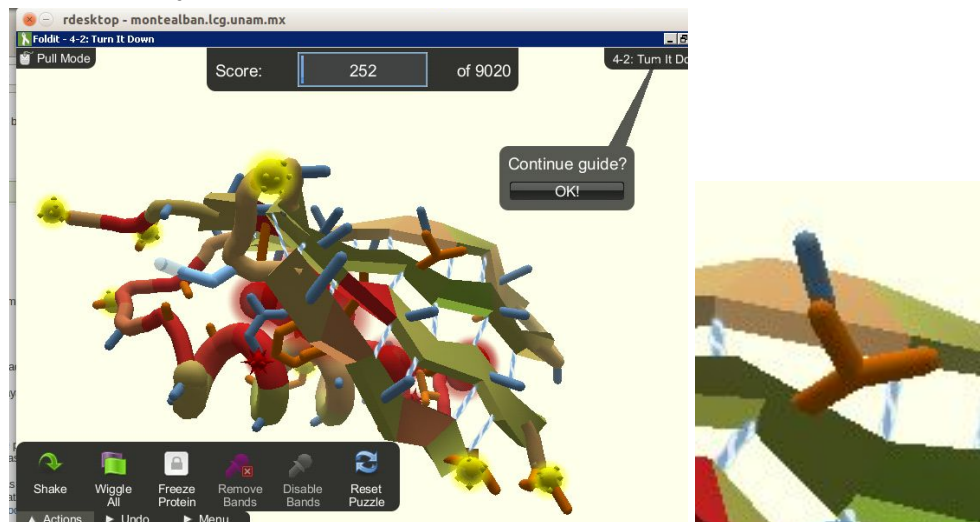 rdesktop - montealban.lcg.unam.mx
Foldit - 4-2: Turn It Down
Pull Mode
Score: 252 of 9020
4-2: Turn It Do
Continue guide?
OK!
Shake
Wiggle All
Freeze Protein
Remove Bands
Disable Bands
Reset Puzzle
▲ Actions ► Undo ► Menu